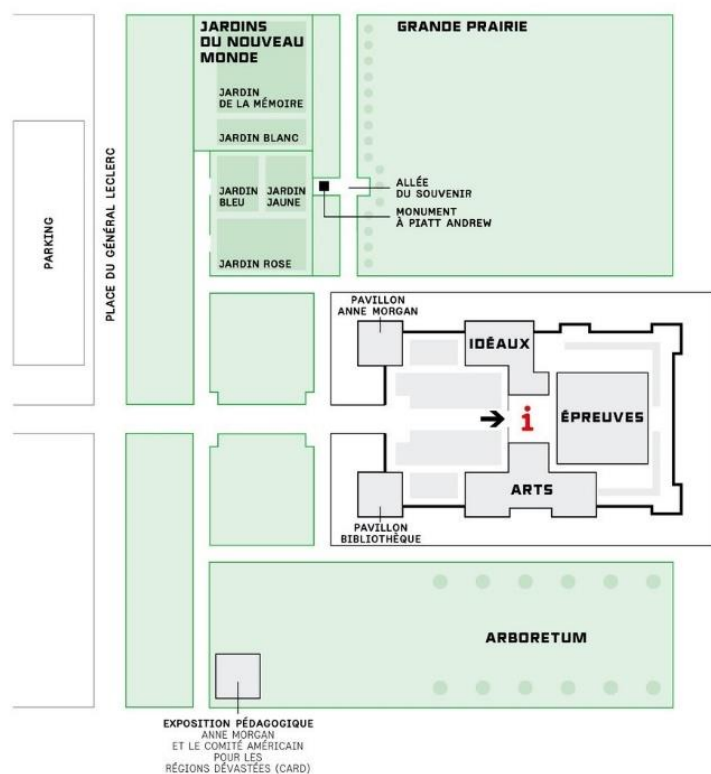 JARDINS
DU NOUVEAU
MONDE
GRANDE PRAIRIE
JARDIN
DE LA MÉMOIRE
JARDIN BLANC
JARDIN
BLEU
JARDIN
JAUNE
ALLÉE
DU SOUVENIR
MONUMENT
À PIATT ANDREW
JARDIN ROSE
PARKING
PLACE DU GÉNÉRAL LECLERC
PAVILLON
ANNE MORGAN
IDÉAUX
i
ÉPREUVES
ARTS
PAVILLON
BIBLIOTHÈQUE
ARBORETUM
EXPOSITION PÉDAGOGIQUE
ANNE MORGAN
ET LE COMITÉ AMÉRICAIN
POUR LES
RÉGIONS DÉVASTÉES (CARD)